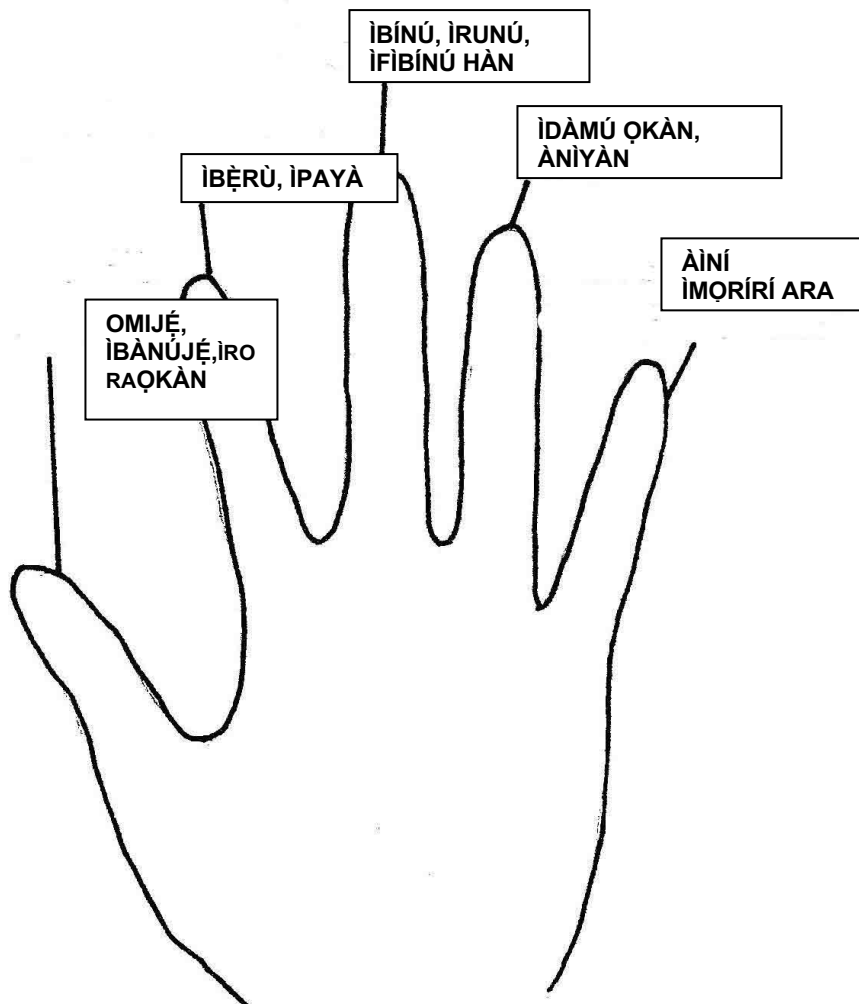 ÌBÍNÚ, ÌRUNÚ,
ÌFÌBÍNÚ HÀN
ÌDÀMÚ ỌKÀN,
ÀNÌYÀN
ÌBẸ̀RÙ, ÌPAYÀ
ÀÌNÍ
ÌMỌRÍRÍ ARA
OMIJẸ́,
ÌBÀNÚJẸ́,ÌRO
RAỌKÀN